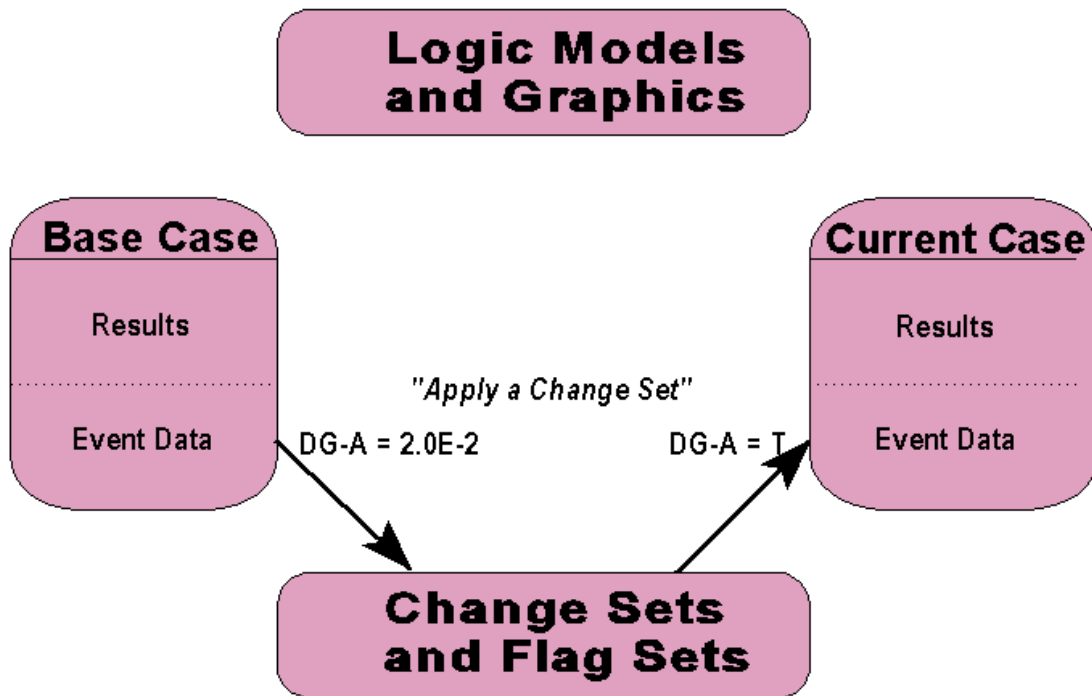 Logic Models
and Graphics
Base Case
Results
Event Data
Current Case
Results
Event Data
"Apply a Change Set"
DG-A = 2.0E-2
DG-A = T
Change Sets
and Flag Sets